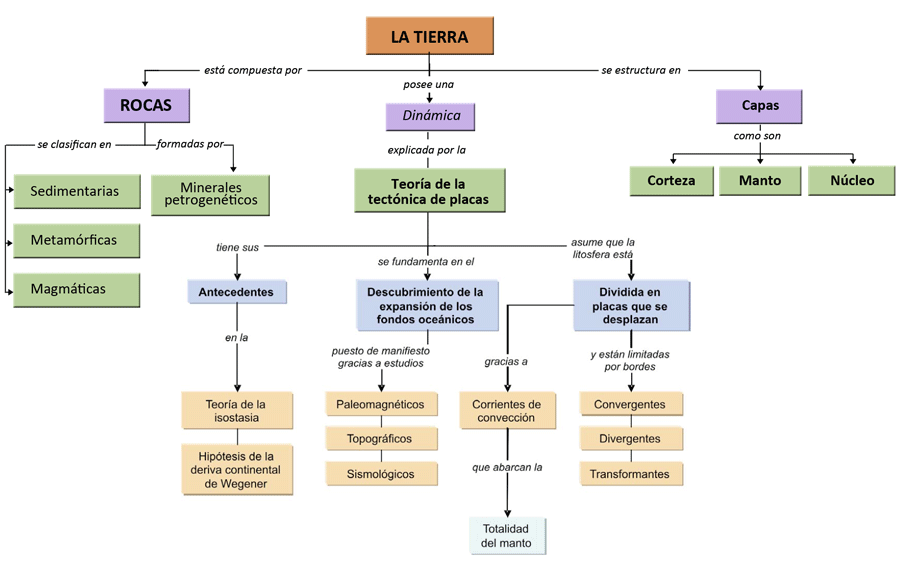 LA TIERRA
está compuesta por
posee una
se estructura en
ROCAS
Dinámica
Capas
se clasifican en
formadas por
explicada por la
como son
Sedimentarias
Minerales
petrogenéticos
Teoría de la
tectónica de placas
Corteza
Manto
Núcleo
Metamórficas
Magmáticas
tiene sus
se fundamenta en el
asume que la
litosfera está
Antecedentes
Descubrimiento de la
expansión de los
fondos oceánicos
Dividida en
placas que se
desplazan
en la
puesto de manifiesto
gracias a estudios
gracias a
y están limitadas
por bordes
Teoría de la
isostasia
Hipótesis de la
deriva continental
de Wegener
Paleomagnéticos
Topográficos
Sismológicos
Corrientes de
convección
Convergentes
Divergentes
Transformantes
que abarcan la
Totalidad
del manto